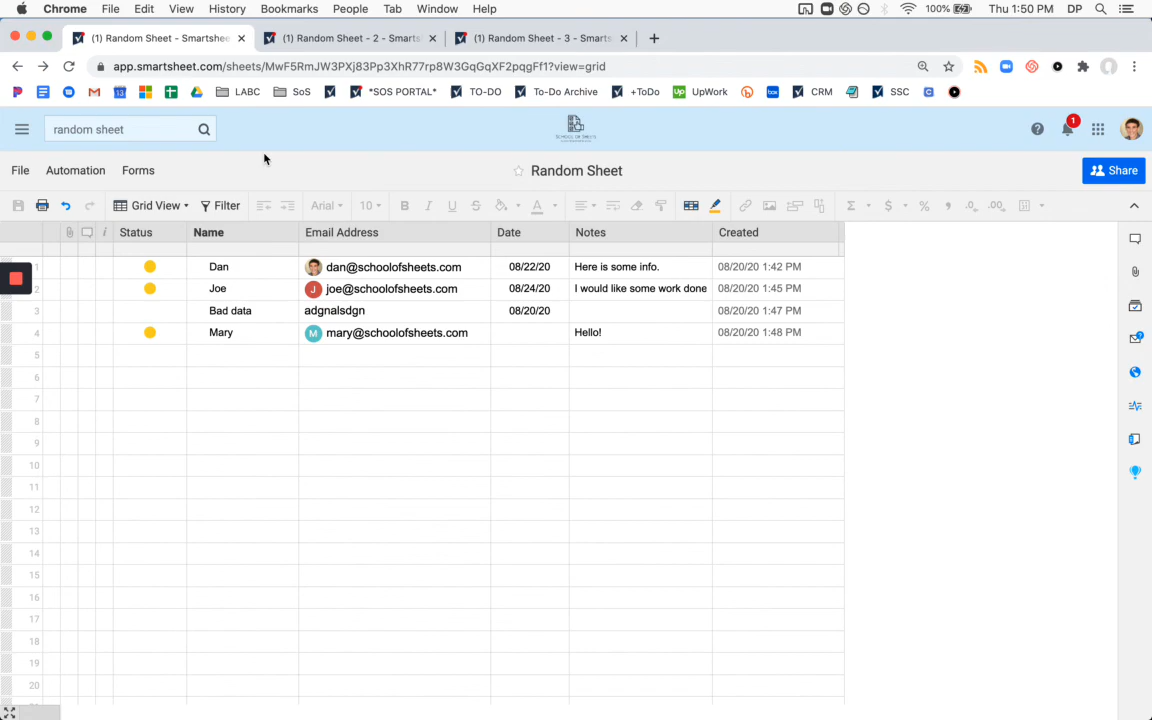 Chrome File Edit View History Bookmarks People Tab Window Help 100% Thu 1:50 PM DP
(1) Random Sheet - Smartshee (1) Random Sheet - 2 - Smarts (1) Random Sheet - 3 - Smarts
app.smartsheet.com/sheets/MwF5RmJW3PXj83Pp3XhR77rp8W3GqGqXF2pqgFf1?view=grid
LABC SoS *SOS PORTAL* TO-DO To-Do Archive +ToDo Up UpWork CRM SSC
random sheet SCHOOL OF SHEETS 1
File Automation Forms Random Sheet Share
Grid View Filter Arial 10 B I U S A Σ $ % , .0 .00
i Status Name Email Address Date Notes Created
1 Dan dan@schoolofsheets.com 08/22/20 Here is some info. 08/20/20 1:42 PM
2 Joe J joe@schoolofsheets.com 08/24/20 I would like some work done 08/20/20 1:45 PM
3 Bad data adgnalsdgn 08/20/20 08/20/20 1:47 PM
4 Mary M mary@schoolofsheets.com Hello! 08/20/20 1:48 PM
5
6
7
8
9
10
11
12
13
14
15
16
17
18
19
20